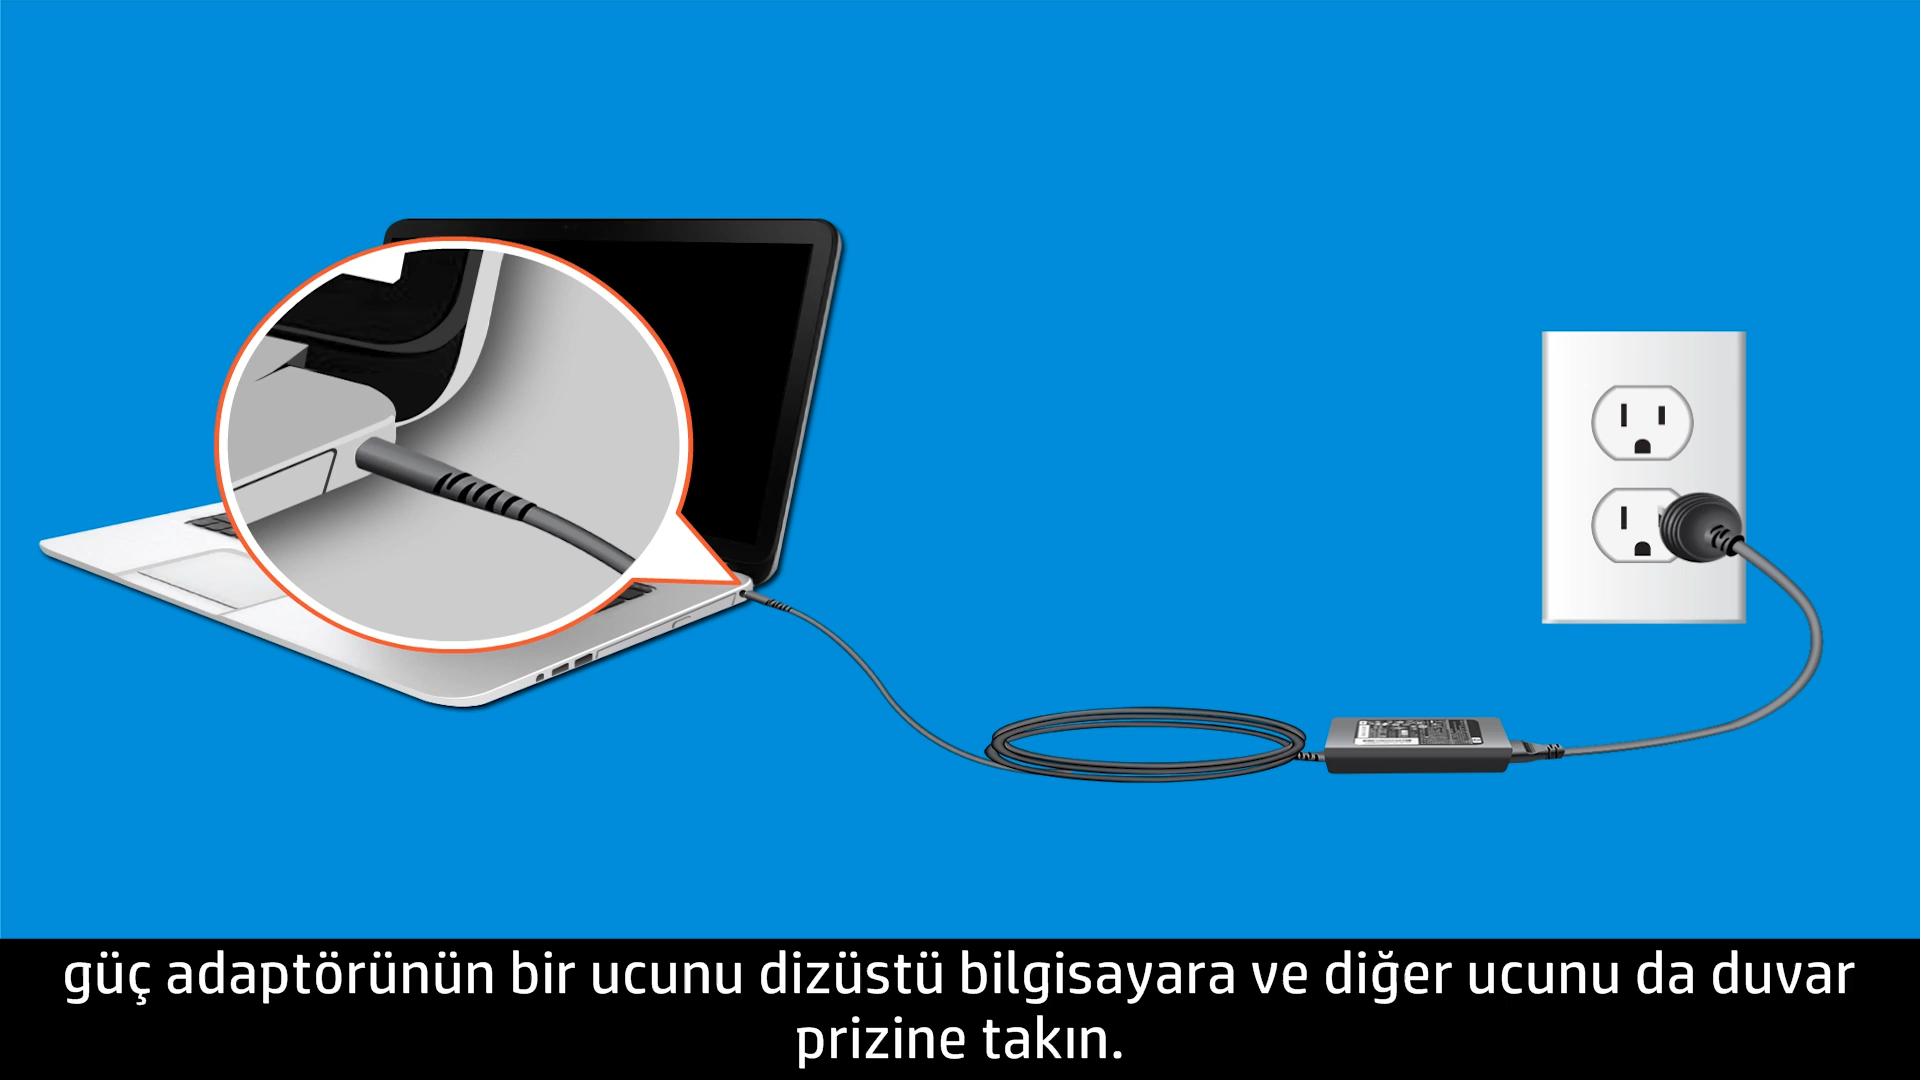 güç adaptörünün bir ucunu dizüstü bilgisayara ve diğer ucunu da duvar
prizine takın.